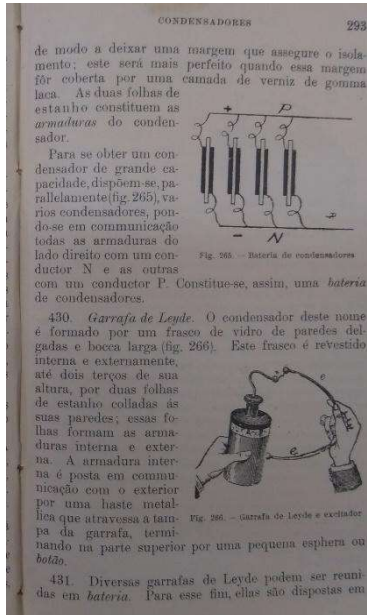 CONDENSADORES 293
de modo a deixar uma margem que assegure o isola-
mento; este será mais perfeito quando essa margem
fôr coberta por uma camada de verniz de gomma
laca. As duas folhas de
estanho constituem as
armaduras do conden-
sador.
Para se obter um con-
densador de grande ca-
pacidade, dispõem-se, pa-
rallelamente (fig. 265), va-
rios condensadores, pon-
do-se em communicação
todas as armaduras do
lado direito com um con-
ductor N e as outras
com um conductor P. Constitue-se, assim, uma bateria
de condensadores.
+ P
- N
Fig. 265. — Bateria de condensadores
430. Garrafa de Leyde. O condensador deste nome
é formado por um frasco de vidro de paredes del-
gadas e bocca larga (fig. 266). Este frasco é revestido
interna e externamente,
até dois terços de sua
altura, por duas folhas
de estanho colladas ás
suas paredes; essas fo-
lhas formam as arma-
duras interna e exter-
na. A armadura inter-
na é posta em commu-
nicação com o exterior
por uma haste metal-
lica que atravessa a tam-
pa da garrafa, termi-
nando na parte superior por uma pequena esphera ou
botão.
e
e
Fig. 266. — Garrafa de Leyde e excitador
431. Diversas garrafas de Leyde podem ser reuni-
das em bateria. Para esse fim, ellas são dispostas em